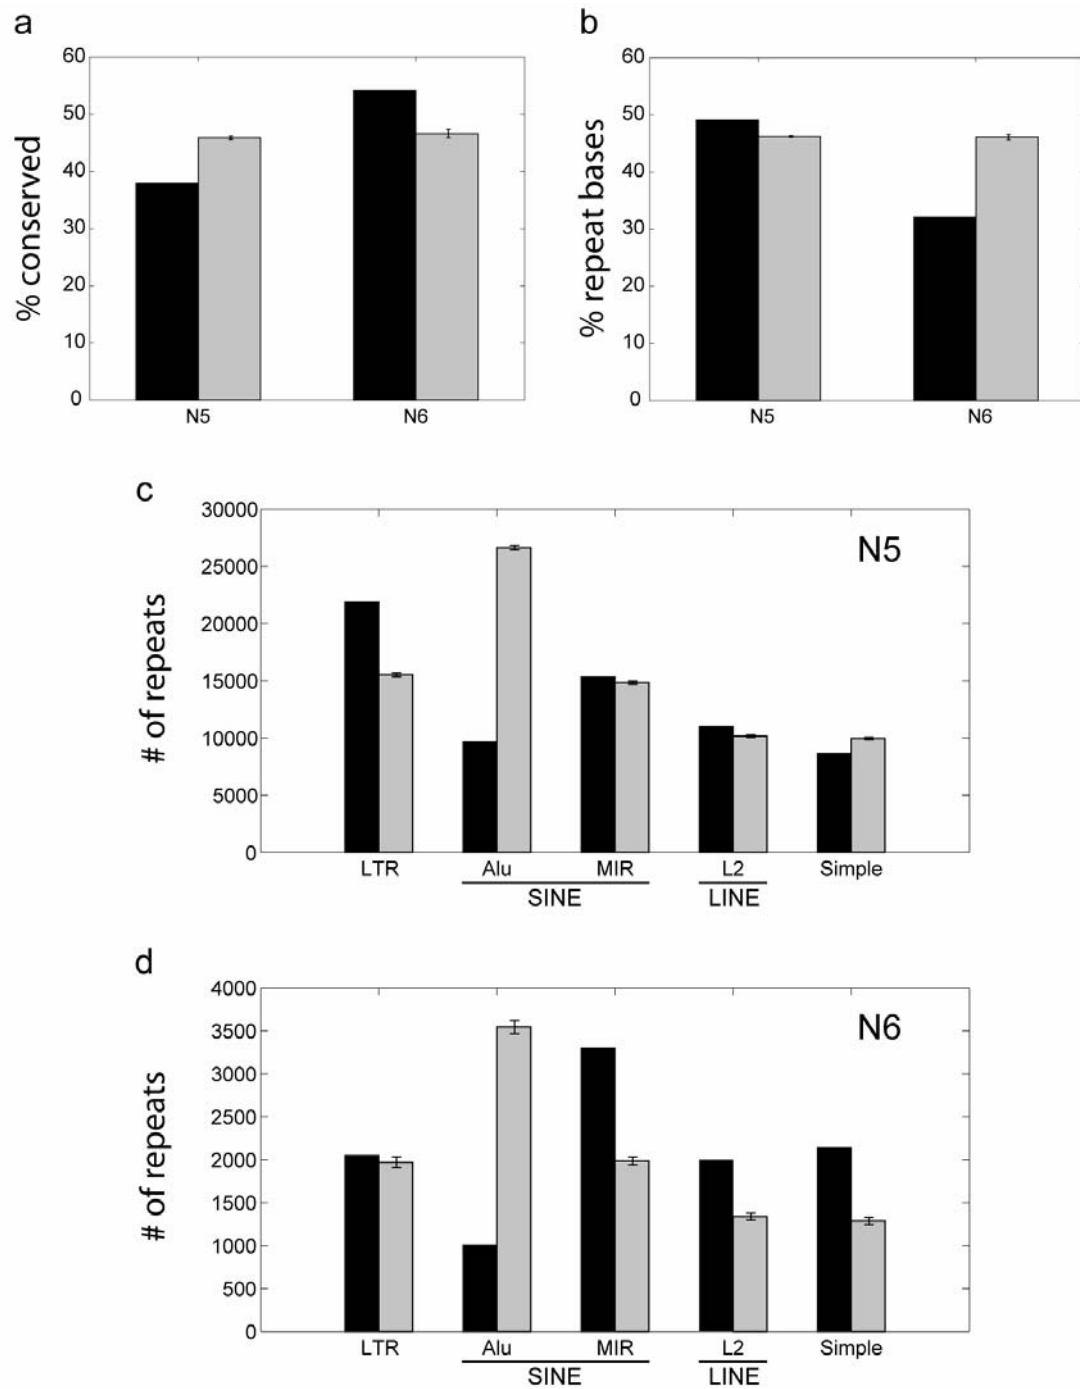 a
60
50
40
30
20
10
0
% conserved
N5 N6
b
60
50
40
30
20
10
0
% repeat bases
N5 N6
c
30000
25000
20000
15000
10000
5000
0
# of repeats
N5
LTR Alu MIR L2 Simple
SINE LINE
d
4000
3500
3000
2500
2000
1500
1000
500
0
# of repeats
N6
LTR Alu MIR L2 Simple
SINE LINE